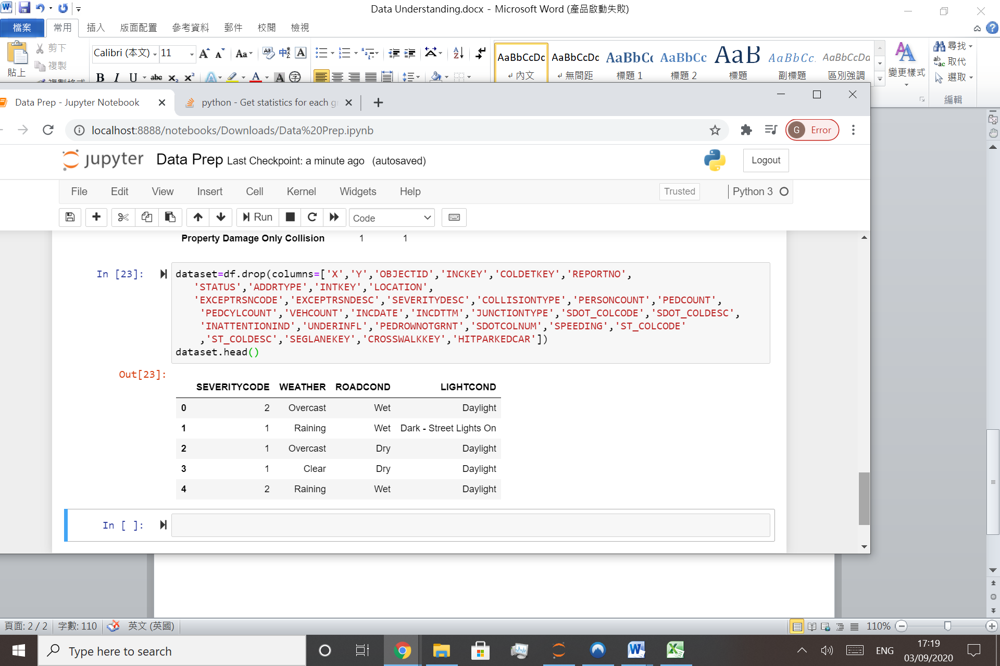 Data Understanding.docx - Microsoft Word (產品啟動失敗)
檔案 常用 插入 版面配置 參考資料 郵件 校閱 檢視
剪下
複製
貼上
Calibri (本文) 11
AaBbCcDc AaBbCcDc AaBbC AaBbCc AaB AaBbCc. AaBbCcDa
內文 無間距 標題 1 標題 2 標題 副標題 區別強調
變更樣式
尋找
取代
選取
編輯
Data Prep - Jupyter Notebook
python - Get statistics for each g
localhost:8888/notebooks/Downloads/Data%20Prep.ipynb
G Error
jupyter Data Prep Last Checkpoint: a minute ago (autosaved)
Logout
File Edit View Insert Cell Kernel Widgets Help
Trusted
Python 3
Run
Code
Property Damage Only Collision 1 1
In [23]:
dataset=df.drop(columns=['X','Y','OBJECTID','INCKEY','COLDETKEY','REPORTNO',
'STATUS','ADDRTYPE','INTKEY','LOCATION',
'EXCEPTRSNCODE','EXCEPTRSNDESC','SEVERITYDESC','COLLISIONTYPE','PERSONCOUNT','PEDCOUNT',
'PEDCYLCOUNT','VEHCOUNT','INCDATE','INCDTTM','JUNCTIONTYPE','SDOT_COLCODE','SDOT_COLDESC',
'INATTENTIONIND','UNDERINFL','PEDROWNOTGRNT','SDOTCOLNUM','SPEEDING','ST_COLCODE'
,'ST_COLDESC','SEGLANEKEY','CROSSWALKKEY','HITPARKEDCAR'])
dataset.head()
Out[23]:
SEVERITYCODE WEATHER ROADCOND LIGHTCOND
0 2 Overcast Wet Daylight
1 1 Raining Wet Dark - Street Lights On
2 1 Overcast Dry Daylight
3 1 Clear Dry Daylight
4 2 Raining Wet Daylight
In [ ]:
頁面: 2 / 2 字數: 110 英文 (英國)
110%
Type here to search
ENG
17:19
03/09/2020